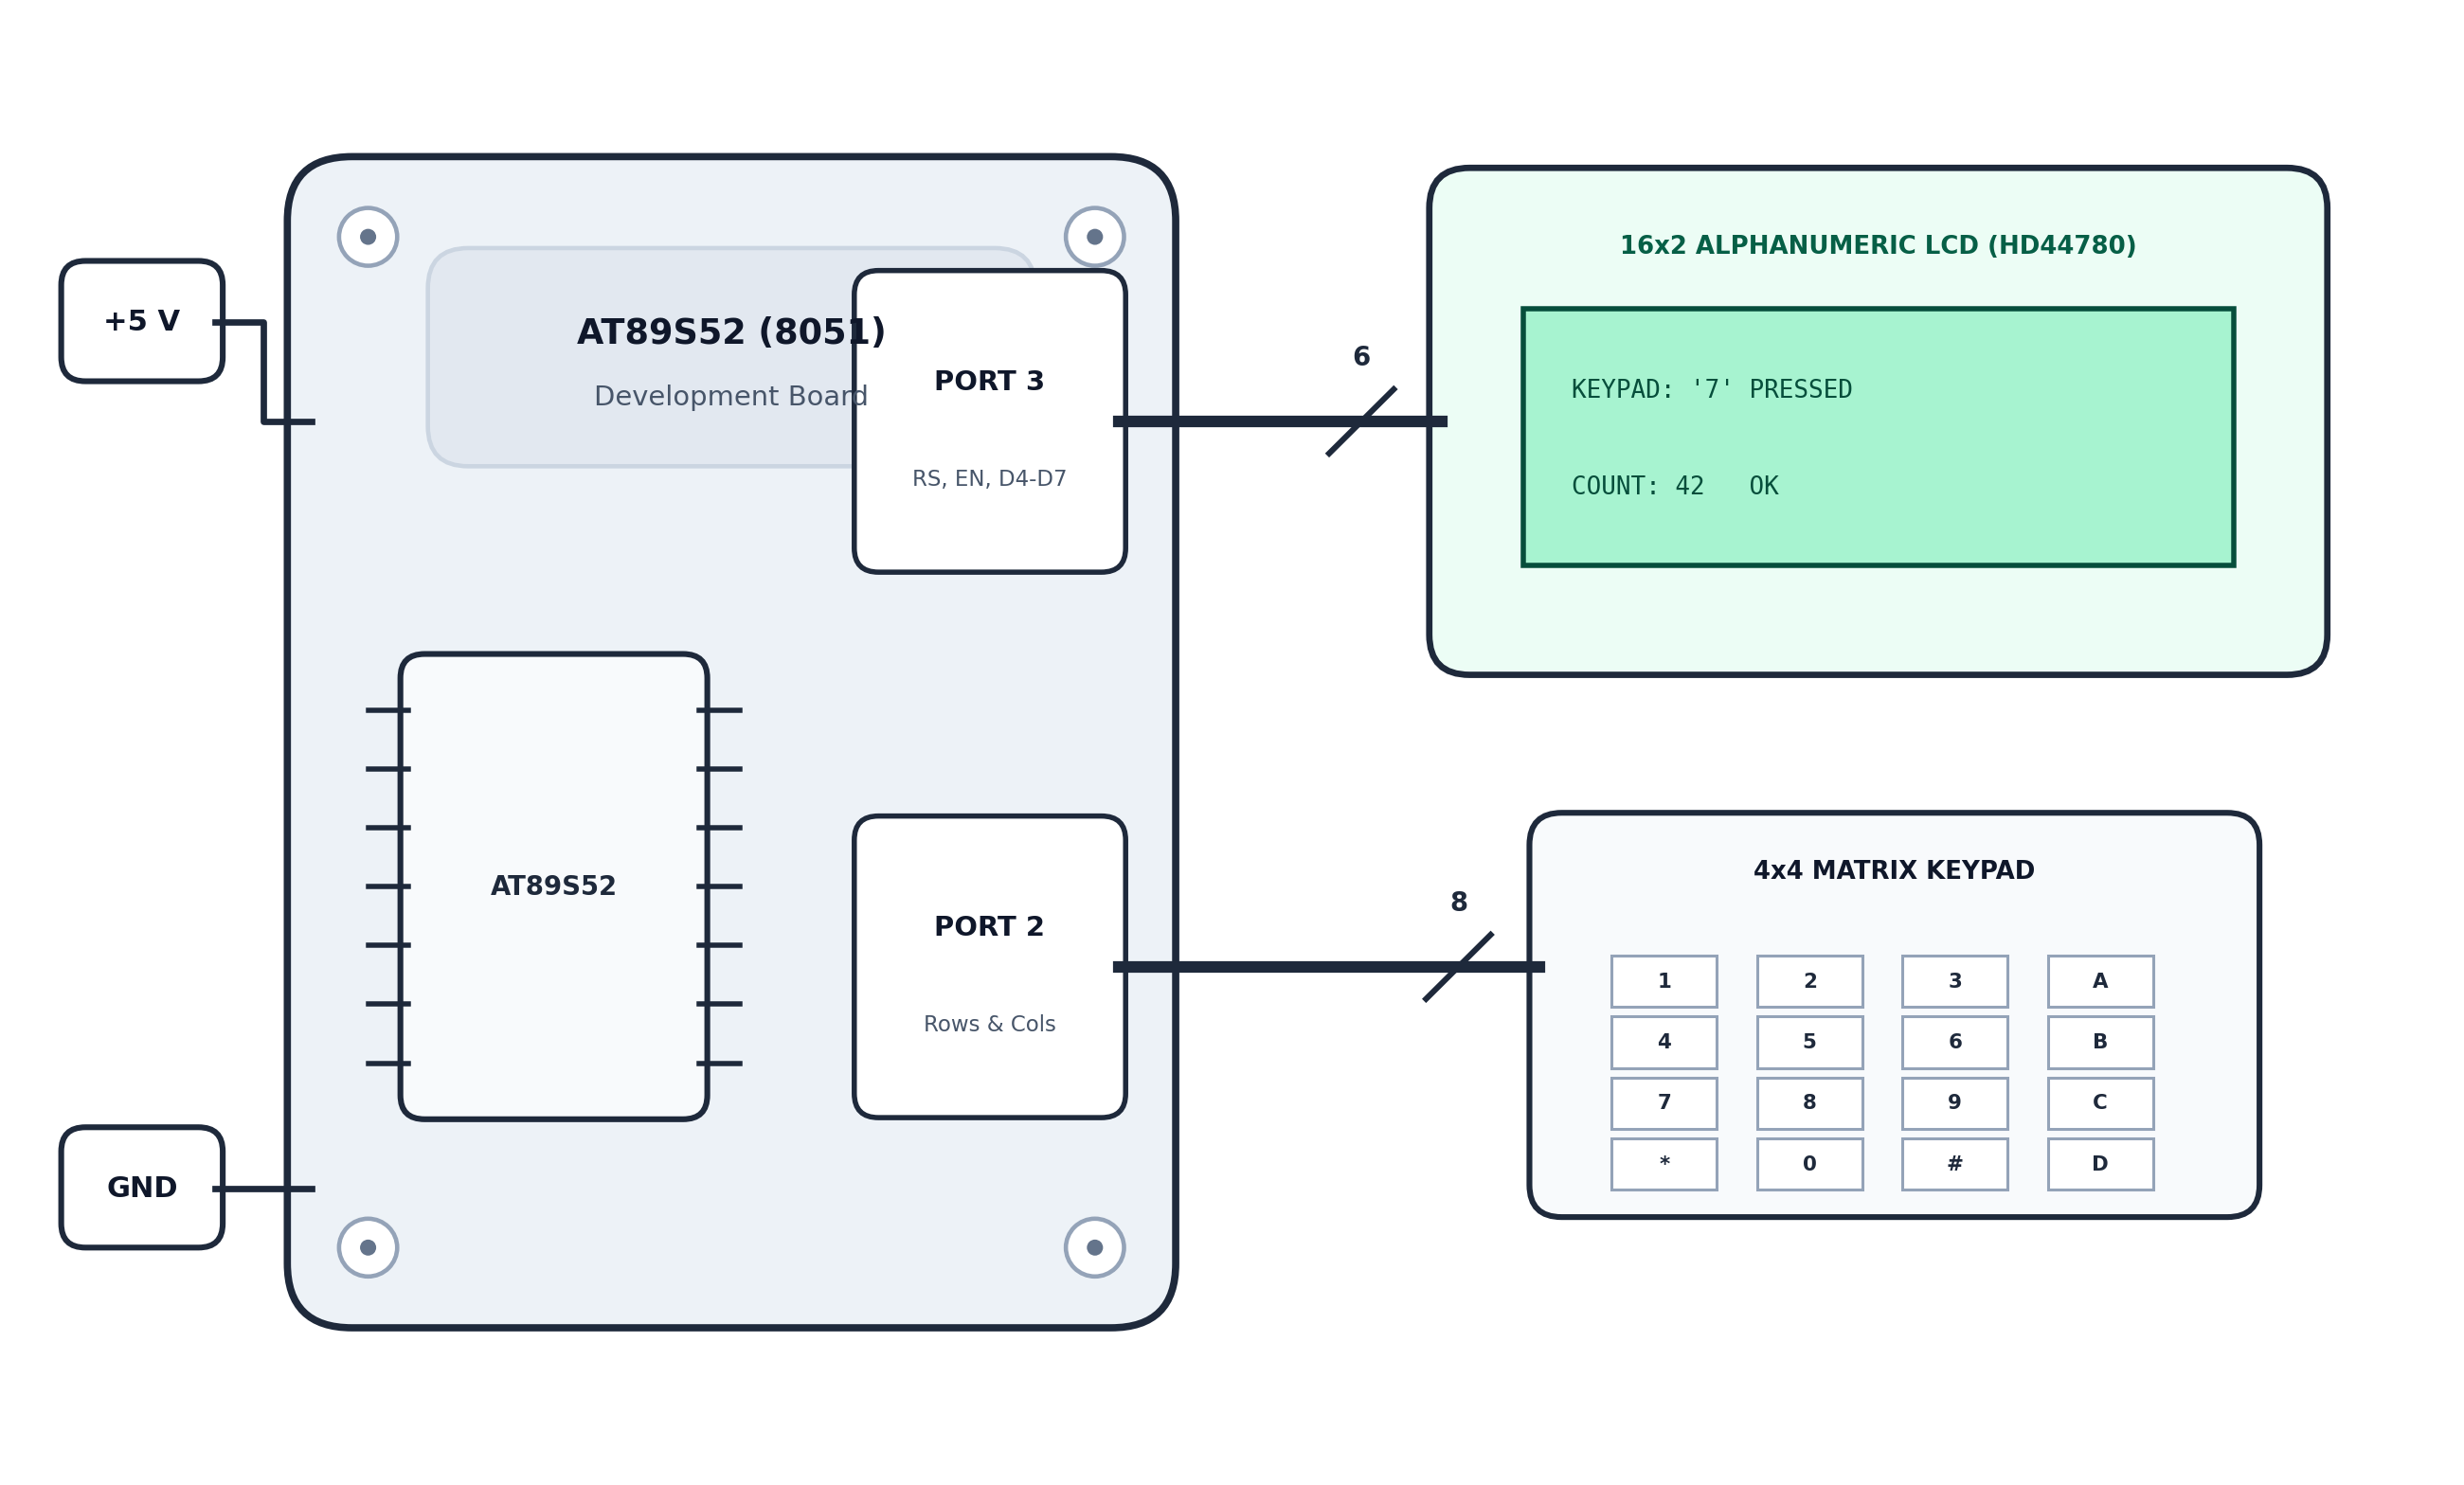 +5 V
GND
AT89S52 (8051)
Development Board
PORT 3
RS, EN, D4-D7
AT89S52
PORT 2
Rows & Cols
6
8
16x2 ALPHANUMERIC LCD (HD44780)
KEYPAD: '7' PRESSED
COUNT: 42   OK
4x4 MATRIX KEYPAD
1 2 3 A
4 5 6 B
7 8 9 C
* 0 # D